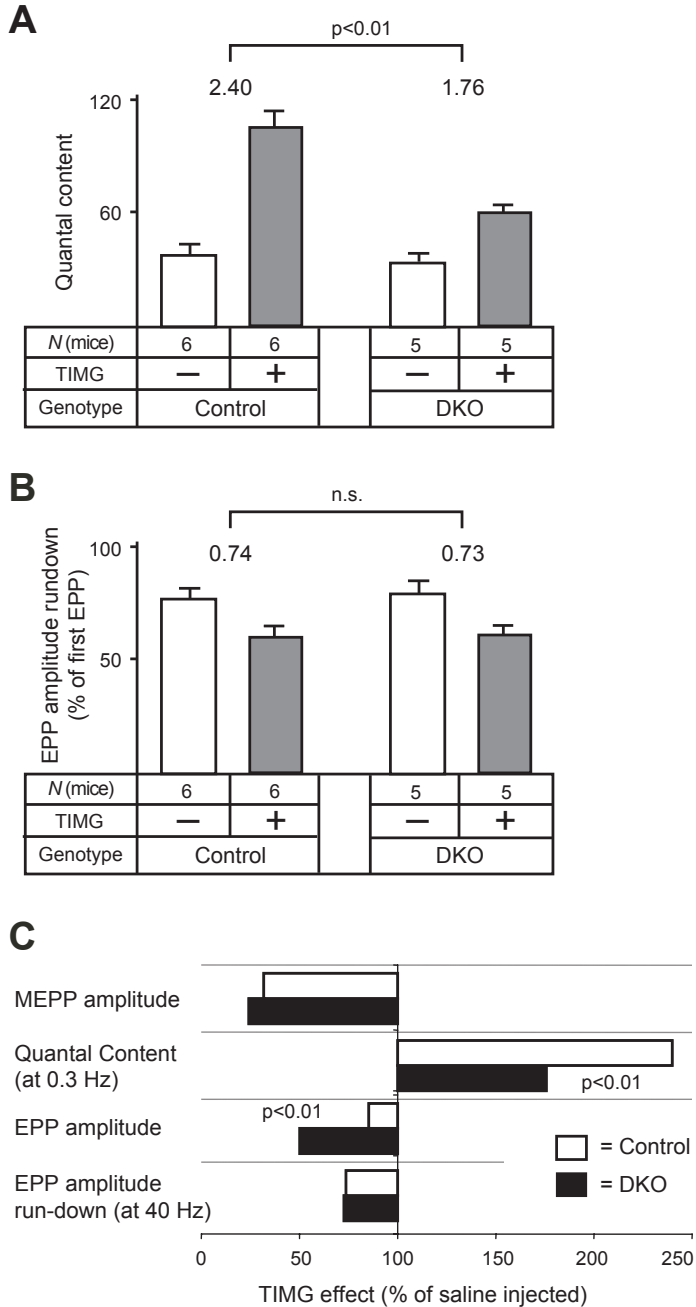 A
p<0.01
2.40 1.76
120
60
Quantal content
N (mice) 6 6 5 5
TIMG − + − +
Genotype Control DKO
B
n.s.
0.74 0.73
100
50
EPP amplitude rundown
(% of first EPP)
N (mice) 6 6 5 5
TIMG − + − +
Genotype Control DKO
C
MEPP amplitude
Quantal Content
(at 0.3 Hz)
p<0.01
p<0.01
EPP amplitude
= Control
= DKO
EPP amplitude
run-down (at 40 Hz)
0 50 100 150 200 250
TIMG effect (% of saline injected)